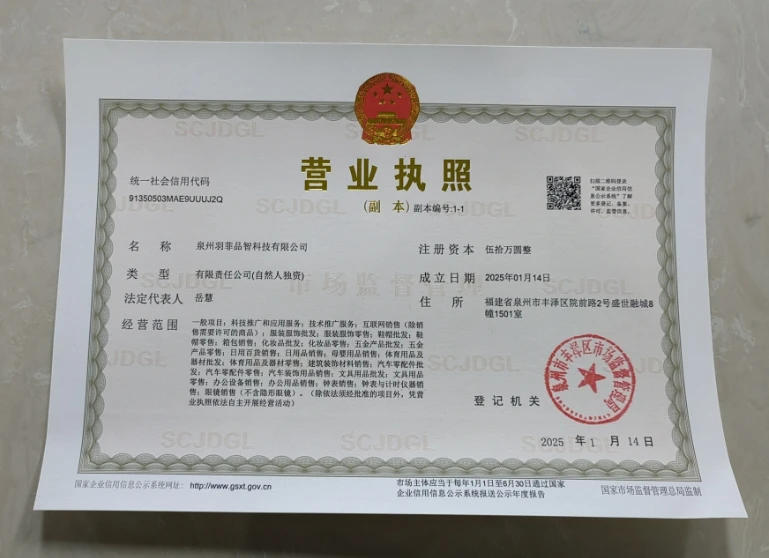 营业执照
（副 本）副本编号:1-1
统一社会信用代码
91350503MAE9UUUJ2Q
扫描二维码登录
“国家企业信用信
息公示系统”了解
更多登记、备案、
许可、监管信息。
名 称 泉州羽菲品智科技有限公司
类 型 有限责任公司(自然人独资)
法定代表人 岳慧
经营范围 一般项目：科技推广和应用服务；技术推广服务；互联网销售（除销
售需要许可的商品）；服装服饰批发；服装服饰零售；鞋帽批发；鞋
帽零售；箱包销售；化妆品批发；化妆品零售；五金产品批发；五金
产品零售；日用百货销售；日用品销售；母婴用品销售；体育用品及
器材批发；体育用品及器材零售；建筑装饰材料销售；汽车零配件批
发；汽车零配件零售；汽车装饰用品销售；文具用品批发；文具用品
零售；办公设备销售；办公用品销售；钟表销售；钟表与计时仪器销
售；眼镜销售（不含隐形眼镜）。（除依法须经批准的项目外，凭营
业执照依法自主开展经营活动）
注册资本 伍拾万圆整
成立日期 2025年01月14日
住 所 福建省泉州市丰泽区院前路2号盛世融城8
幢1501室
市场监督管理
SCJDGL
泉州市丰泽区市场监督管理局
登记机关
2025 年 1 月 14 日
国家企业信用信息公示系统网址： http://www.gsxt.gov.cn
市场主体应当于每年1月1日至6月30日通过国家
企业信用信息公示系统报送公示年度报告
国家市场监督管理总局监制